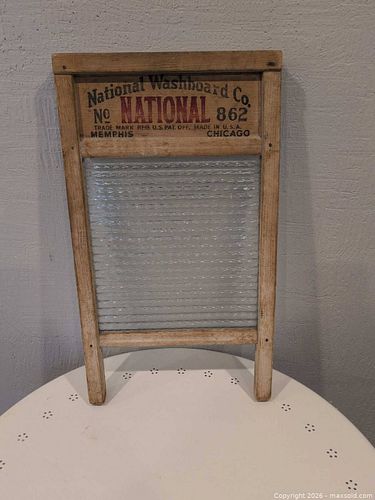 National Washboard Co.
No NATIONAL 862
TRADE MARK REG. U.S. PAT. OFF. MADE IN U.S.A.
MEMPHIS CHICAGO
Copyright 2026 - maxsold.com